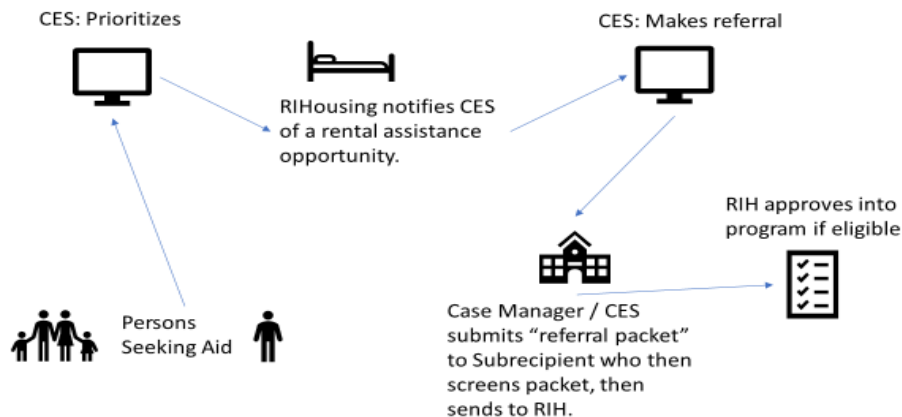 CES: Prioritizes
CES: Makes referral
RIHousing notifies CES
of a rental assistance
opportunity.
RIH approves into
program if eligible
Persons
Seeking Aid
Case Manager / CES
submits “referral packet”
to Subrecipient who then
screens packet, then
sends to RIH.